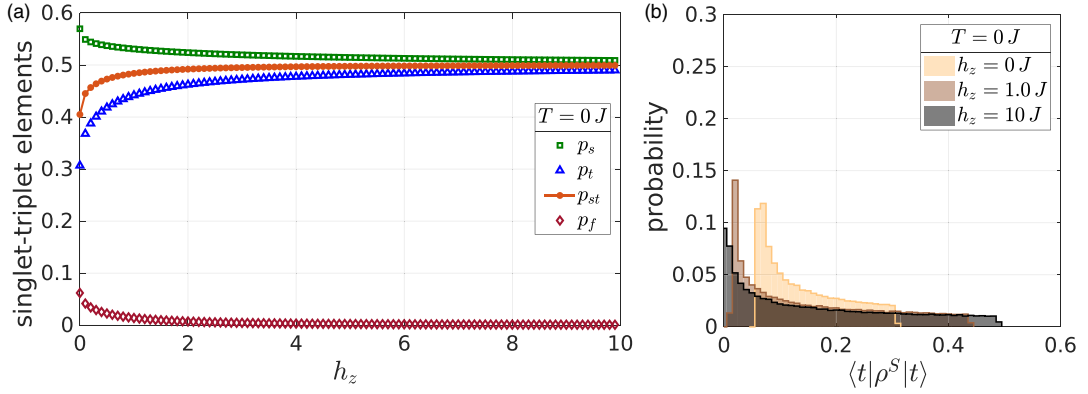 (a)
singlet-triplet elements
0.6
0.5
0.4
0.3
0.2
0.1
0
0 2 4 6 8 10
h_z
T = 0 J
p_s
p_t
p_st
p_f
(b)
probability
0.3
0.25
0.2
0.15
0.1
0.05
0
0 0.2 0.4 0.6
⟨t|ρ^S|t⟩
T = 0 J
h_z = 0 J
h_z = 1.0 J
h_z = 10 J